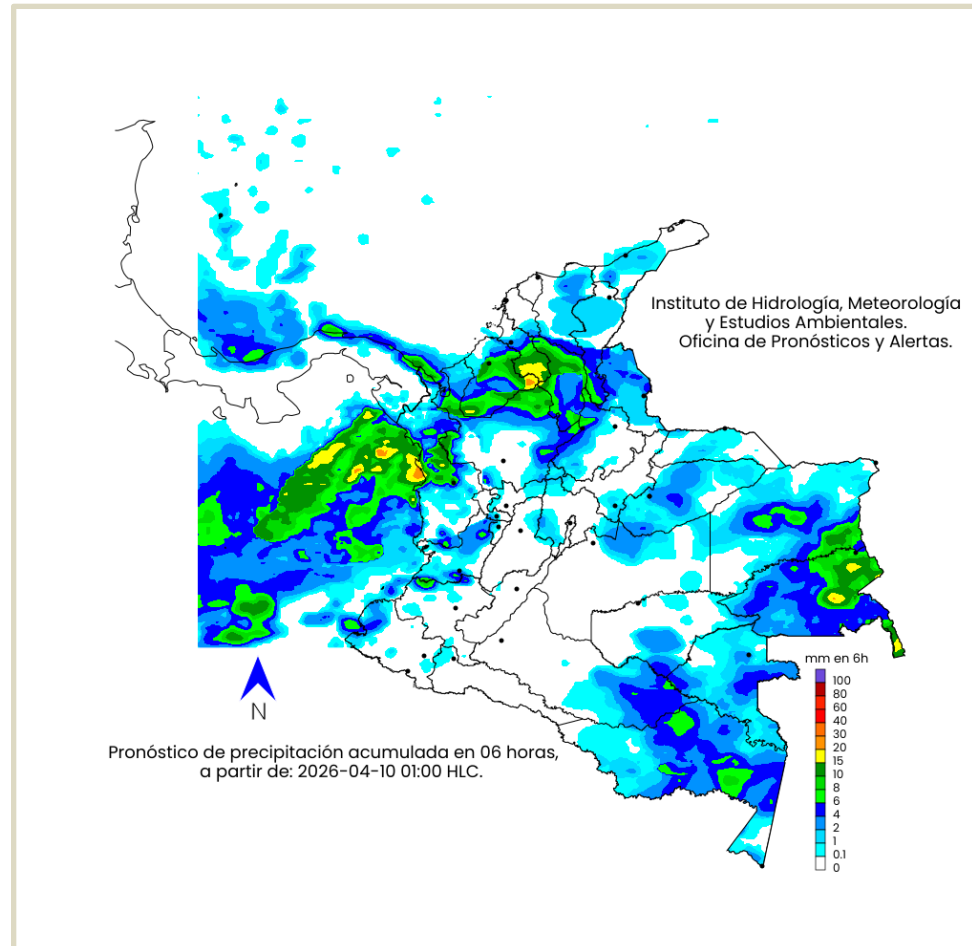 Instituto de Hidrología, Meteorología
y Estudios Ambientales.
Oficina de Pronósticos y Alertas.
mm en 6h
100
80
60
40
30
20
15
10
8
6
4
2
1
0.1
0
N
Pronóstico de precipitación acumulada en 06 horas,
a partir de: 2026-04-10 01:00 HLC.